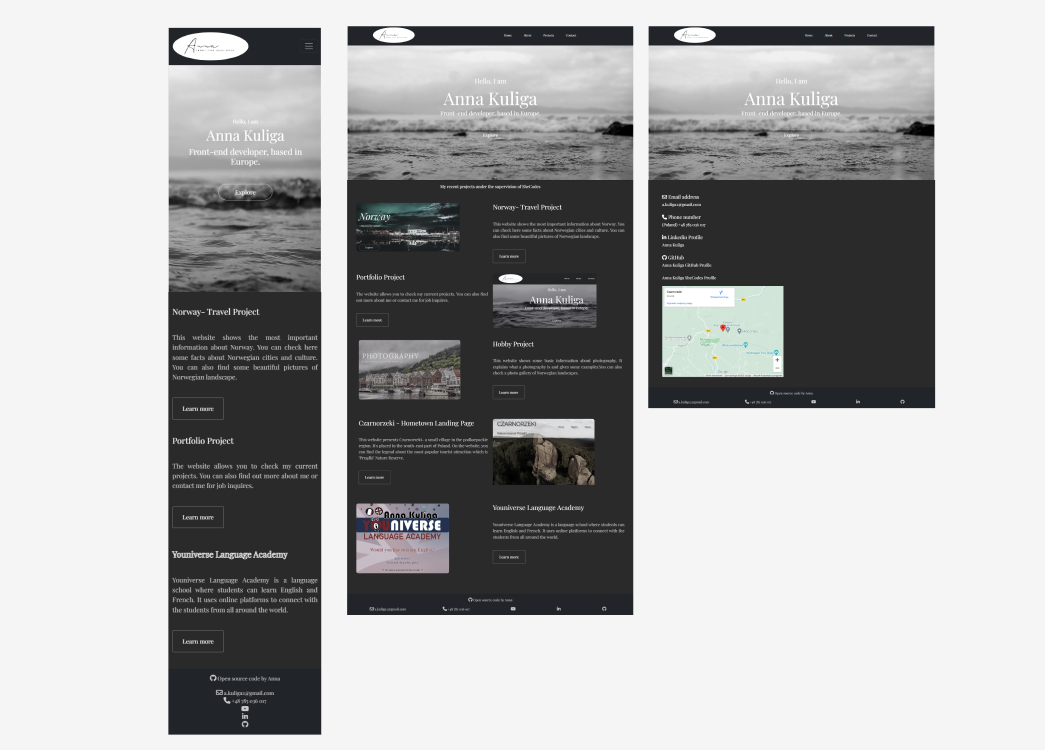 Anna
Hello, I am
Anna Kuliga
Front-end developer, based in
Europe.
Explore
Norway- Travel Project
This website shows the most important
information about Norway. You can check here
some facts about Norwegian cities and culture.
You can also find some beautiful pictures of
Norwegian landscape.
Learn more
Portfolio Project
The website allows you to check my current
projects. You can also find out more about me or
contact me for job inquires.
Learn more
Youniverse Language Academy
Youniverse Language Academy is a language
school where students can learn English and
French. It uses online platforms to connect with
the students from all around the world.
Learn more
Open source code by Anna
a.kuliga1@gmail.com
Anna
Home About Projects Contact
Hello, I am
Anna Kuliga
Front-end developer, based in Europe
Explore
My recent projects under the supervision of SheCodes
Norway
Norway- Travel Project
This website shows the most important information about Norway. You
can check here some facts about Norwegian cities and culture. You can
also find some beautiful pictures of Norwegian landscape.
Learn more
Portfolio Project
The website allows you to check my current projects. You can also find
out more about me or contact me for job inquires.
Learn more
Hello, I am
Anna Kuliga
Front-end developer, based in Europe.
PHOTOGRAPHY
Hobby Project
This website shows some basic information about photography. It
explains what a photography is and gives some examples.You can also
check a photo gallery of Norwegian landscapes.
Learn more
Czarnorzeki - Hometown Landing Page
This website presents Czarnorzeki- a small village in the podkarpackie
region. It's placed in the south-east part of Poland. On the website, you
can find the legend about the most popular tourist attraction which is
"Prządki" Nature Reserve.
Learn more
CZARNORZEKI
Anna Kuliga
YOUNIVERSE
LANGUAGE ACADEMY
Youniverse Language Academy
Youniverse Language Academy is a language school where students can
learn English and French. It uses online platforms to connect with the
students from all around the world.
Learn more
Open source code by Anna
a.kuliga1@gmail.com
Anna
Home About Projects Contact
Hello, I am
Anna Kuliga
Front-end developer, based in Europe
Explore
Email address
a.kuliga1@gmail.com
Phone number
Linkedin Profile
Anna Kuliga
GitHub
Anna Kuliga GitHub Profile
Anna Kuliga SheCodes Profile
Open source code by Anna
a.kuliga1@gmail.com